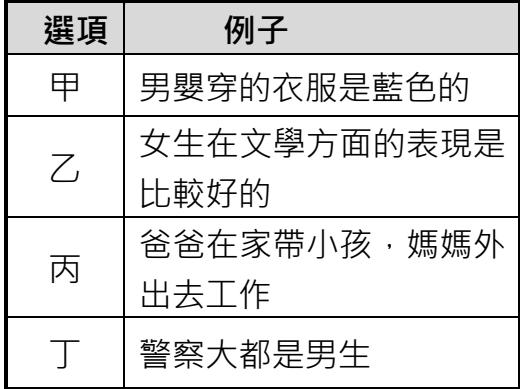 選項 例子
甲 男嬰穿的衣服是藍色的
乙 女生在文學方面的表現是
比較好的
丙 爸爸在家帶小孩,媽媽外
出去工作
丁 警察大都是男生